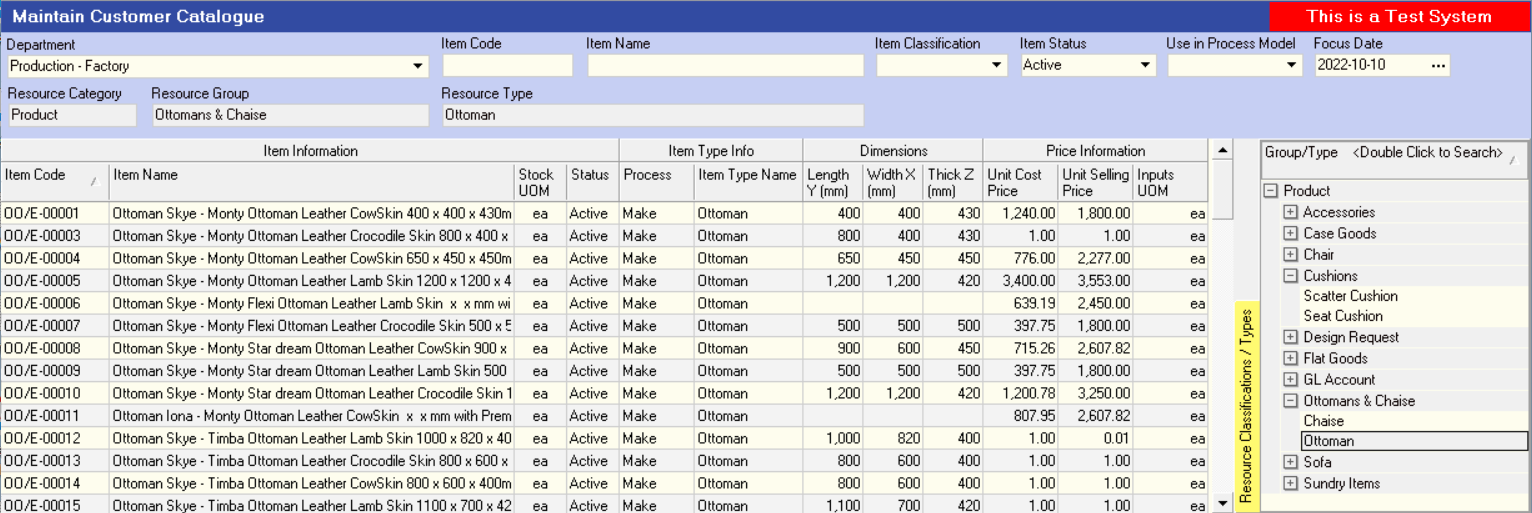 Maintain Customer Catalogue This is a Test System
Department Item Code Item Name Item Classification Item Status Use in Process Model Focus Date
Production - Factory Active 2022-10-10 ...
Resource Category Resource Group Resource Type
Product Ottomans & Chaise Ottoman
Item Information Item Type Info Dimensions Price Information
Item Code Item Name Stock UOM Status Process Item Type Name Length Y (mm) Width X (mm) Thick Z (mm) Unit Cost Price Unit Selling Price Inputs UOM
OO/E-00001 Ottoman Skye - Monty Ottoman Leather CowSkin 400 x 400 x 430m ea Active Make Ottoman 400 400 430 1,240.00 1,800.00 ea
OO/E-00003 Ottoman Skye - Monty Ottoman Leather Crocodile Skin 800 x 400 x ea Active Make Ottoman 800 400 430 1.00 1.00 ea
OO/E-00004 Ottoman Skye - Monty Ottoman Leather CowSkin 650 x 450 x 450m ea Active Make Ottoman 650 450 450 776.00 2,277.00 ea
OO/E-00005 Ottoman Skye - Monty Ottoman Leather Lamb Skin 1200 x 1200 x 4 ea Active Make Ottoman 1,200 1,200 420 3,400.00 3,553.00 ea
OO/E-00006 Ottoman Skye - Monty Flexi Ottoman Leather Lamb Skin x x mm wi ea Active Make Ottoman 639.19 2,450.00 ea
OO/E-00007 Ottoman Skye - Monty Flexi Ottoman Leather Crocodile Skin 500 x 5 ea Active Make Ottoman 500 500 500 397.75 1,800.00 ea
OO/E-00008 Ottoman Skye - Monty Star dream Ottoman Leather CowSkin 900 x ea Active Make Ottoman 900 600 450 715.26 2,607.82 ea
OO/E-00009 Ottoman Skye - Monty Star dream Ottoman Leather Lamb Skin 500 ea Active Make Ottoman 500 500 500 397.75 1,800.00 ea
OO/E-00010 Ottoman Skye - Monty Star dream Ottoman Leather Crocodile Skin 1 ea Active Make Ottoman 1,200 1,200 420 1,200.78 3,250.00 ea
OO/E-00011 Ottoman Iona - Monty Ottoman Leather CowSkin x x mm with Prem ea Active Make Ottoman 807.95 2,607.82 ea
OO/E-00012 Ottoman Skye - Timba Ottoman Leather Lamb Skin 1000 x 820 x 40 ea Active Make Ottoman 1,000 820 400 1.00 0.01 ea
OO/E-00013 Ottoman Skye - Timba Ottoman Leather Crocodile Skin 800 x 600 x ea Active Make Ottoman 800 600 400 1.00 1.00 ea
OO/E-00014 Ottoman Skye - Timba Ottoman Leather CowSkin 800 x 600 x 400m ea Active Make Ottoman 800 600 400 1.00 1.00 ea
OO/E-00015 Ottoman Skye - Timba Ottoman Leather Lamb Skin 1100 x 700 x 42 ea Active Make Ottoman 1,100 700 420 1.00 1.00 ea
Resource Classifications / Types
Group/Type <Double Click to Search>
Product
Accessories
Case Goods
Chair
Cushions
Scatter Cushion
Seat Cushion
Design Request
Flat Goods
GL Account
Ottomans & Chaise
Chaise
Ottoman
Sofa
Sundry Items